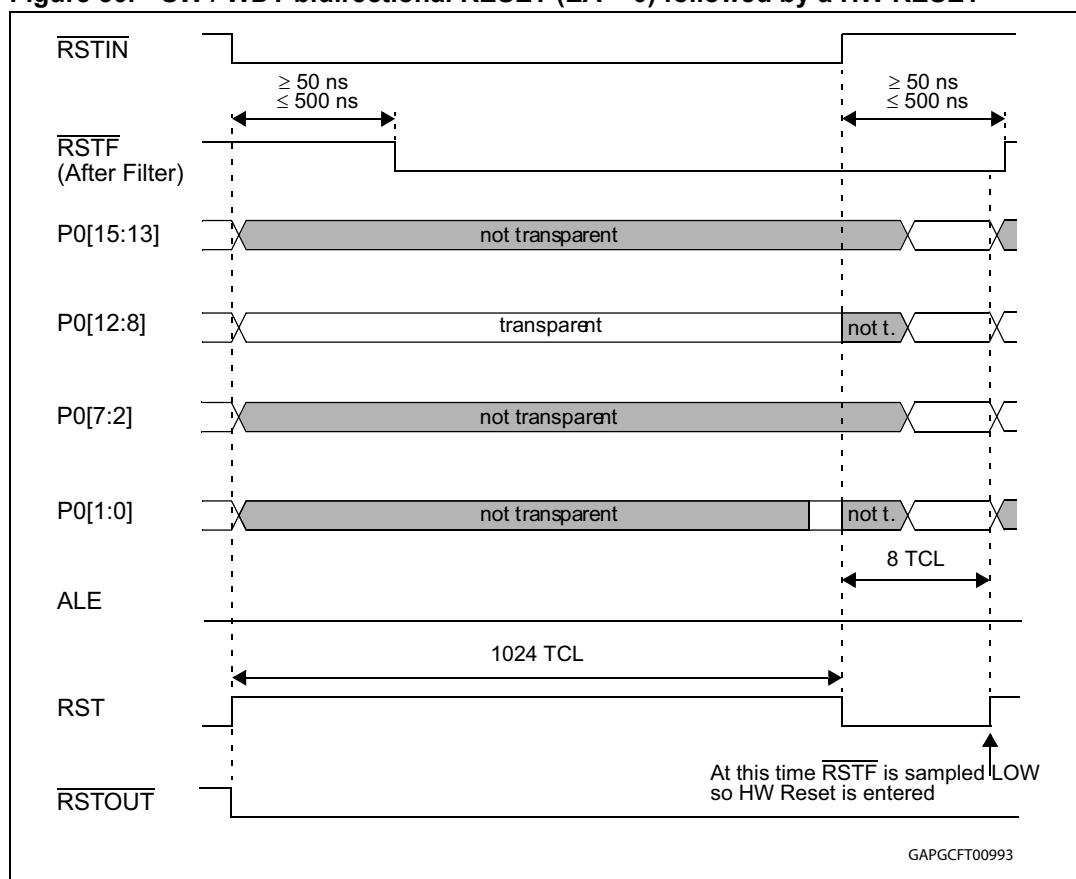 RSTIN
≥ 50 ns
≤ 500 ns
≥ 50 ns
≤ 500 ns
RSTF
(After Filter)
P0[15:13]
not transparent
P0[12:8]
transparent
not t.
P0[7:2]
not transparent
P0[1:0]
not transparent
not t.
8 TCL
ALE
1024 TCL
RST
At this time RSTF is sampled LOW
so HW Reset is entered
RSTOUT
GAPGCFT00993